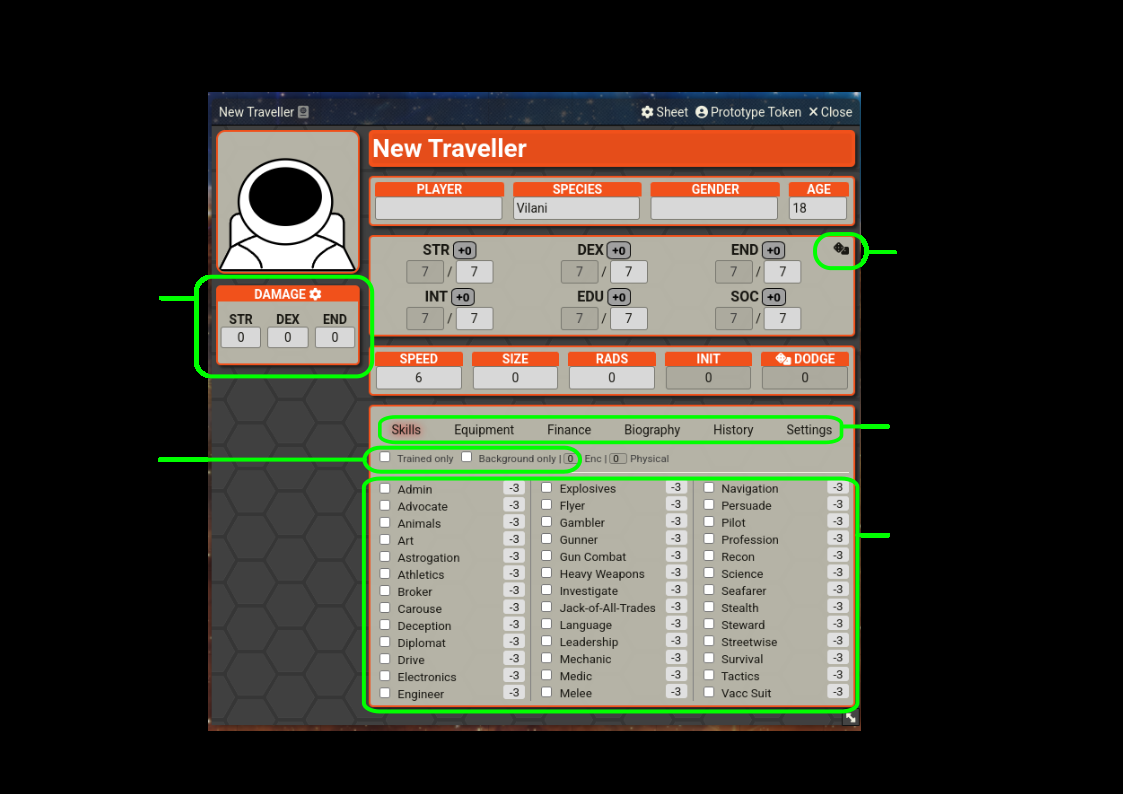 New Traveller Sheet Prototype Token Close
New Traveller
PLAYER SPECIES GENDER AGE
Vilani 18
STR +0 DEX +0 END +0
7 / 7 7 / 7 7 / 7
INT +0 EDU +0 SOC +0
7 / 7 7 / 7 7 / 7
DAMAGE
STR DEX END
0 0 0
SPEED SIZE RADS INIT DODGE
6 0 0 0 0
Skills Equipment Finance Biography History Settings
Trained only Background only | 0 Enc | 0 Physical
Admin -3 Explosives -3 Navigation -3
Advocate -3 Flyer -3 Persuade -3
Animals -3 Gambler -3 Pilot -3
Art -3 Gunner -3 Profession -3
Astrogation -3 Gun Combat -3 Recon -3
Athletics -3 Heavy Weapons -3 Science -3
Broker -3 Investigate -3 Seafarer -3
Carouse -3 Jack-of-All-Trades -3 Stealth -3
Deception -3 Language -3 Steward -3
Diplomat -3 Leadership -3 Streetwise -3
Drive -3 Mechanic -3 Survival -3
Electronics -3 Medic -3 Tactics -3
Engineer -3 Melee -3 Vacc Suit -3